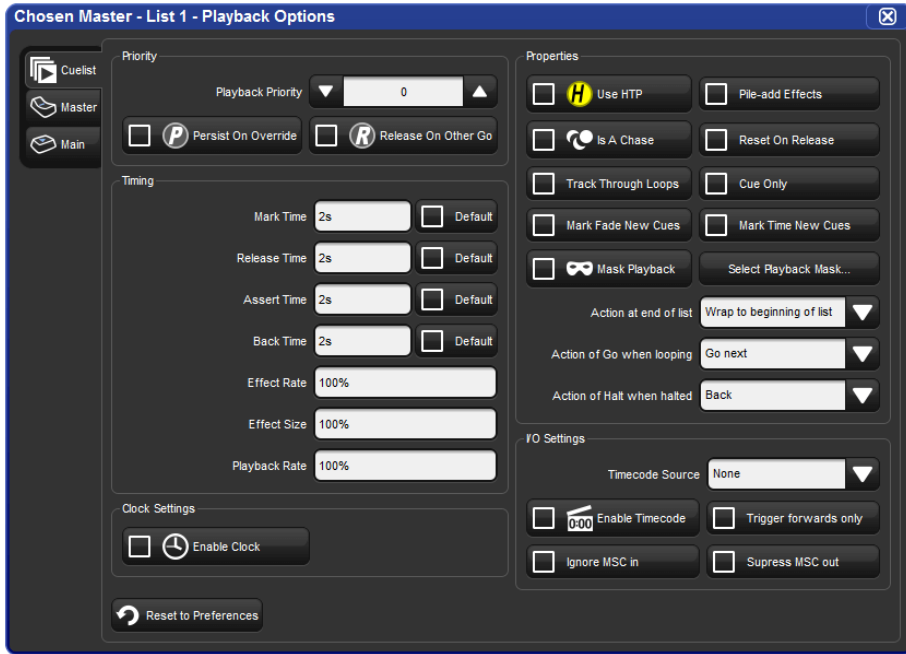 Chosen Master - List 1 - Playback Options
Cuelist
Master
Main
Priority
Playback Priority 0
P Persist On Override R Release On Other Go
Timing
Mark Time 2s Default
Release Time 2s Default
Assert Time 2s Default
Back Time 2s Default
Effect Rate 100%
Effect Size 100%
Playback Rate 100%
Clock Settings
Enable Clock
Reset to Preferences
Properties
H Use HTP Pile-add Effects
Is A Chase Reset On Release
Track Through Loops Cue Only
Mark Fade New Cues Mark Time New Cues
Mask Playback Select Playback Mask...
Action at end of list Wrap to beginning of list
Action of Go when looping Go next
Action of Halt when halted Back
I/O Settings
Timecode Source None
0:00 Enable Timecode Trigger forwards only
Ignore MSC in Supress MSC out